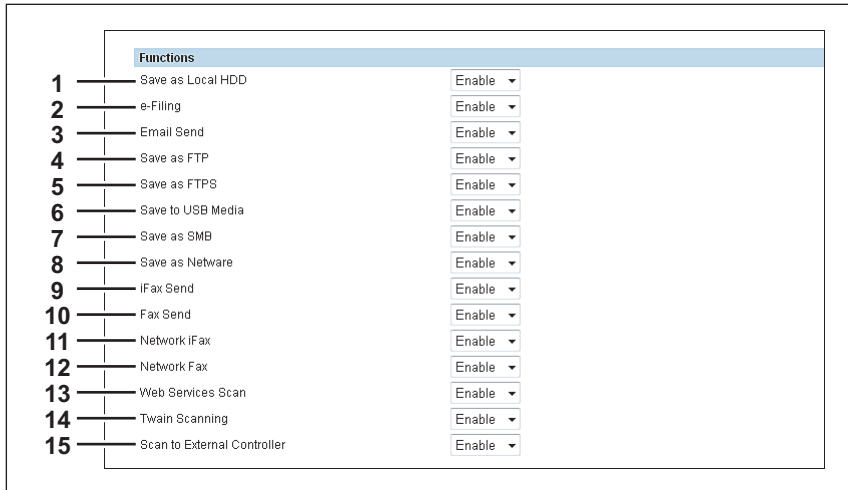 Functions
1 Save as Local HDD Enable
2 e-Filing Enable
3 Email Send Enable
4 Save as FTP Enable
5 Save as FTPS Enable
6 Save to USB Media Enable
7 Save as SMB Enable
8 Save as Netware Enable
9 iFax Send Enable
10 Fax Send Enable
11 Network iFax Enable
12 Network Fax Enable
13 Web Services Scan Enable
14 Twain Scanning Enable
15 Scan to External Controller Enable